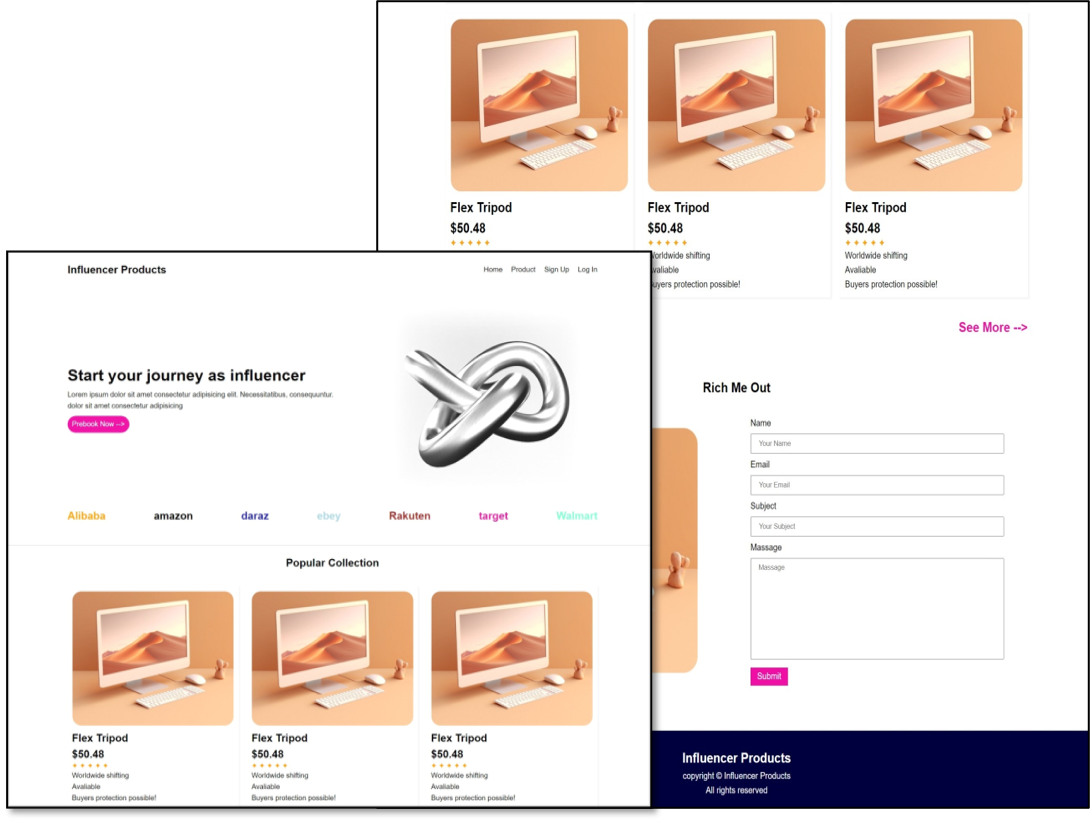 Flex Tripod
$50.48
Flex Tripod
$50.48
Worldwide shifting
Avaliable
Buyers protection possible!
Flex Tripod
$50.48
Worldwide shifting
Avaliable
Buyers protection possible!
See More -->
Rich Me Out
Name
Your Name
Email
Your Email
Subject
Your Subject
Massage
Massage
Submit
Influencer Products
copyright © Influencer Products
All rights reserved
Influencer Products
Home Product Sign Up Log In
Start your journey as influencer
Lorem ipsum dolor sit amet consectetur adipisicing elit. Necessitatibus, consequuntur.
dolor sit amet consectetur adipisicing
Prebook Now -->
Alibaba amazon daraz ebey Rakuten target Walmart
Popular Collection
Flex Tripod
$50.48
Worldwide shifting
Avaliable
Buyers protection possible!
Flex Tripod
$50.48
Worldwide shifting
Avaliable
Buyers protection possible!
Flex Tripod
$50.48
Worldwide shifting
Avaliable
Buyers protection possible!